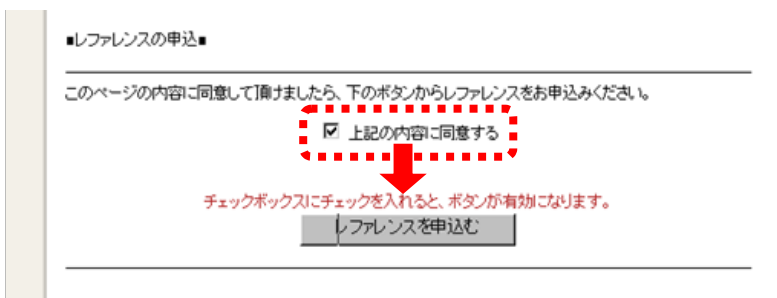 ■レファレンスの申込■
このページの内容に同意して頂けましたら、下のボタンからレファレンスをお申込みください。
上記の内容に同意する
チェックボックスにチェックを入れると、ボタンが有効になります。
レファレンスを申込む